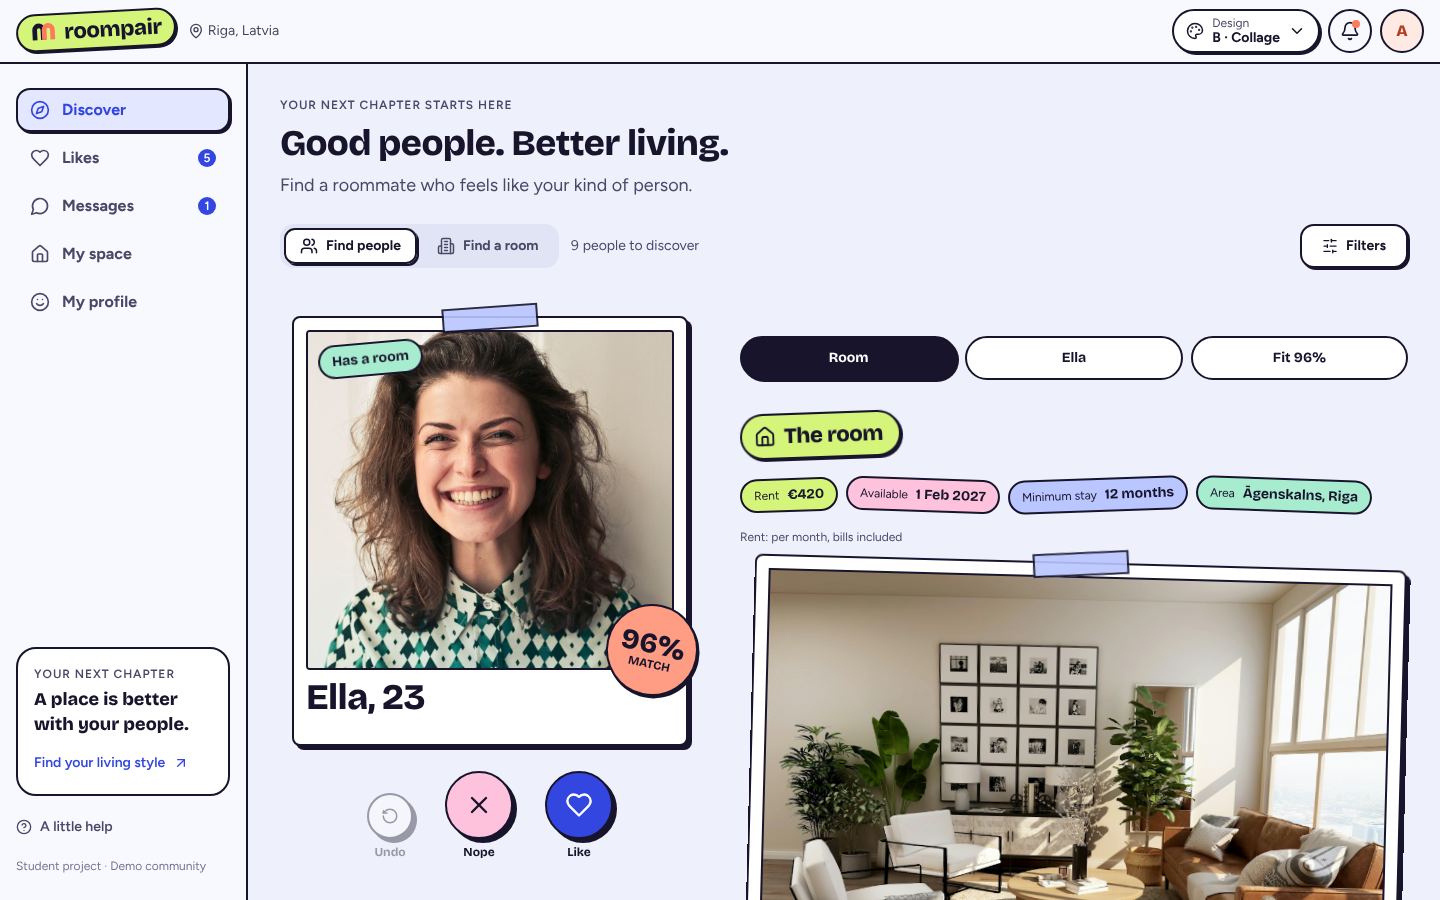 roompair
Riga, Latvia
Design
B · Collage
A
Discover
Likes
5
Messages
1
My space
My profile
YOUR NEXT CHAPTER
A place is better
with your people.
Find your living style
A little help
Student project · Demo community
YOUR NEXT CHAPTER STARTS HERE
Good people. Better living.
Find a roommate who feels like your kind of person.
Find people
Find a room
9 people to discover
Filters
Has a room
96%
MATCH
Ella, 23
Undo
Nope
Like
Room
Ella
Fit 96%
The room
Rent €420
Available 1 Feb 2027
Minimum stay 12 months
Area Āgenskalns, Riga
Rent: per month, bills included